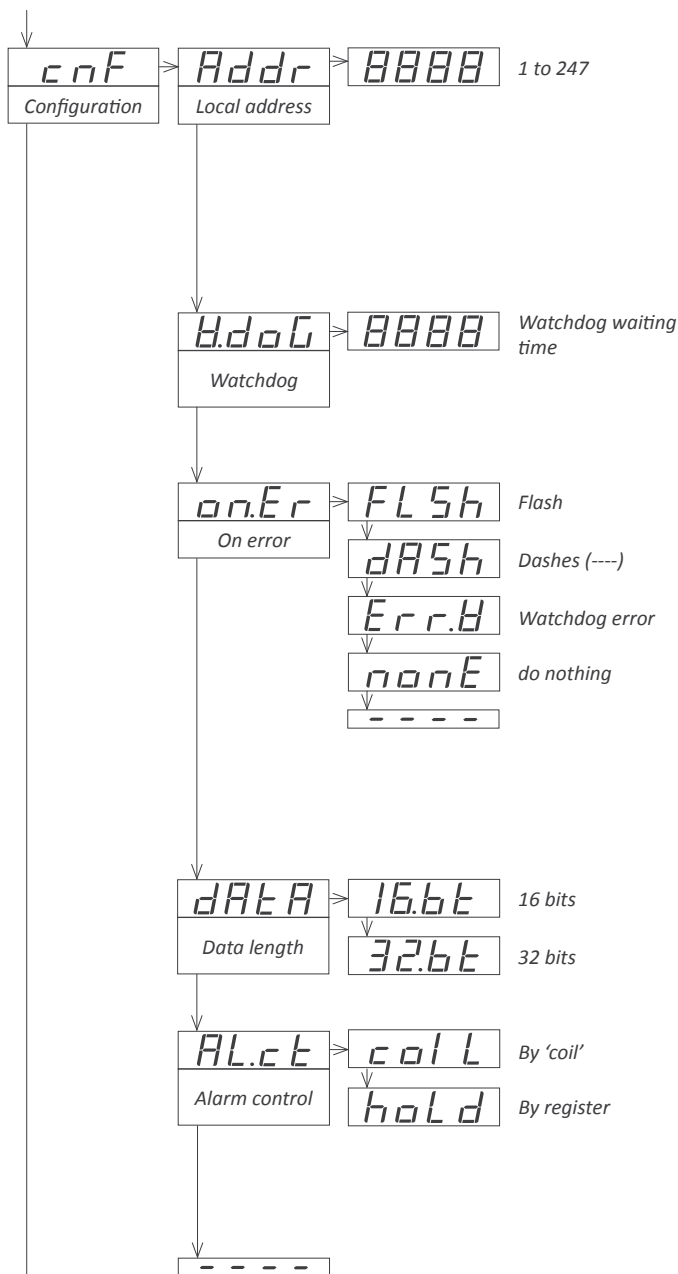 cnF Addr 8888 1 to 247
Configuration Local address
W.doG 8888 Watchdog waiting
time
Watchdog
on.Er FLSh Flash
On error
dASh Dashes (----)
Err.W Watchdog error
nonE do nothing
----
dAtA 16.bt 16 bits
Data length
32.bt 32 bits
AL.ct coIL By ‘coil’
Alarm control
hoLd By register
----